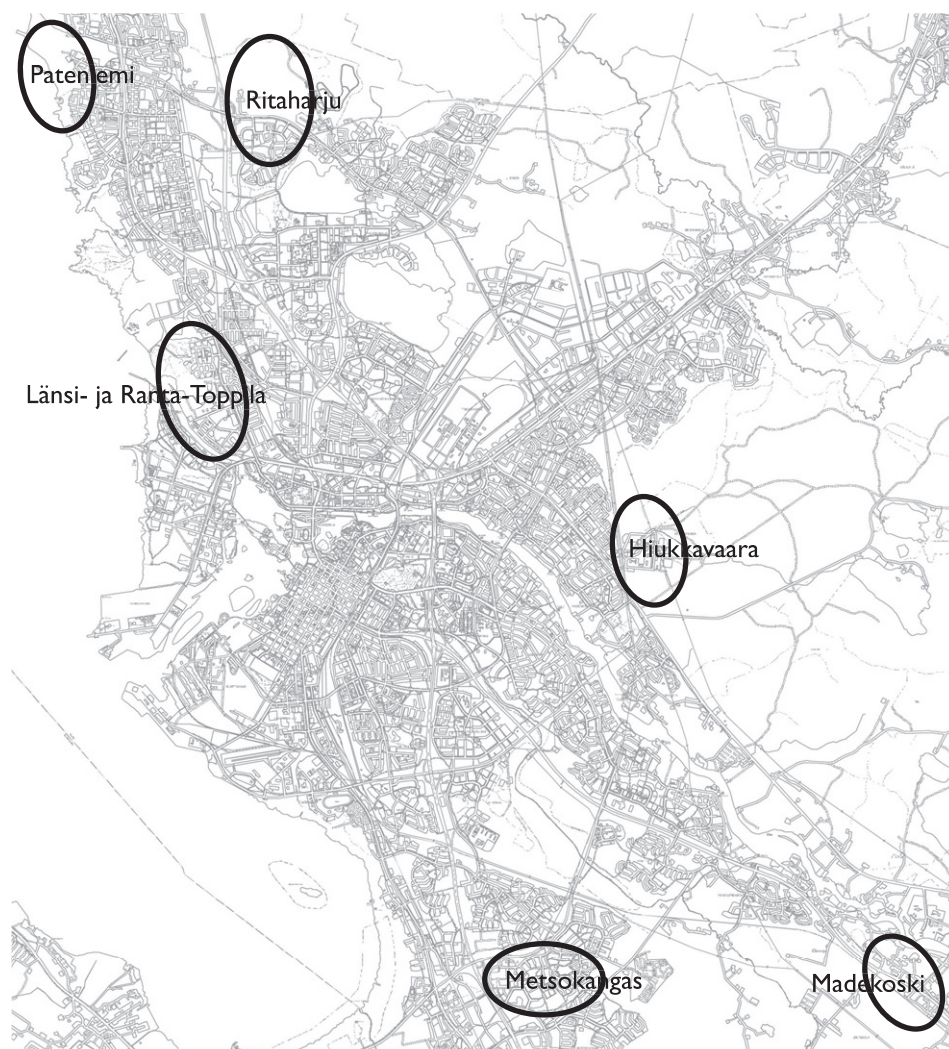 Pateniemi
Ritaharju
Länsi- ja Ranta-Toppila
Hiukkavaara
Metsokangas
Madekoski